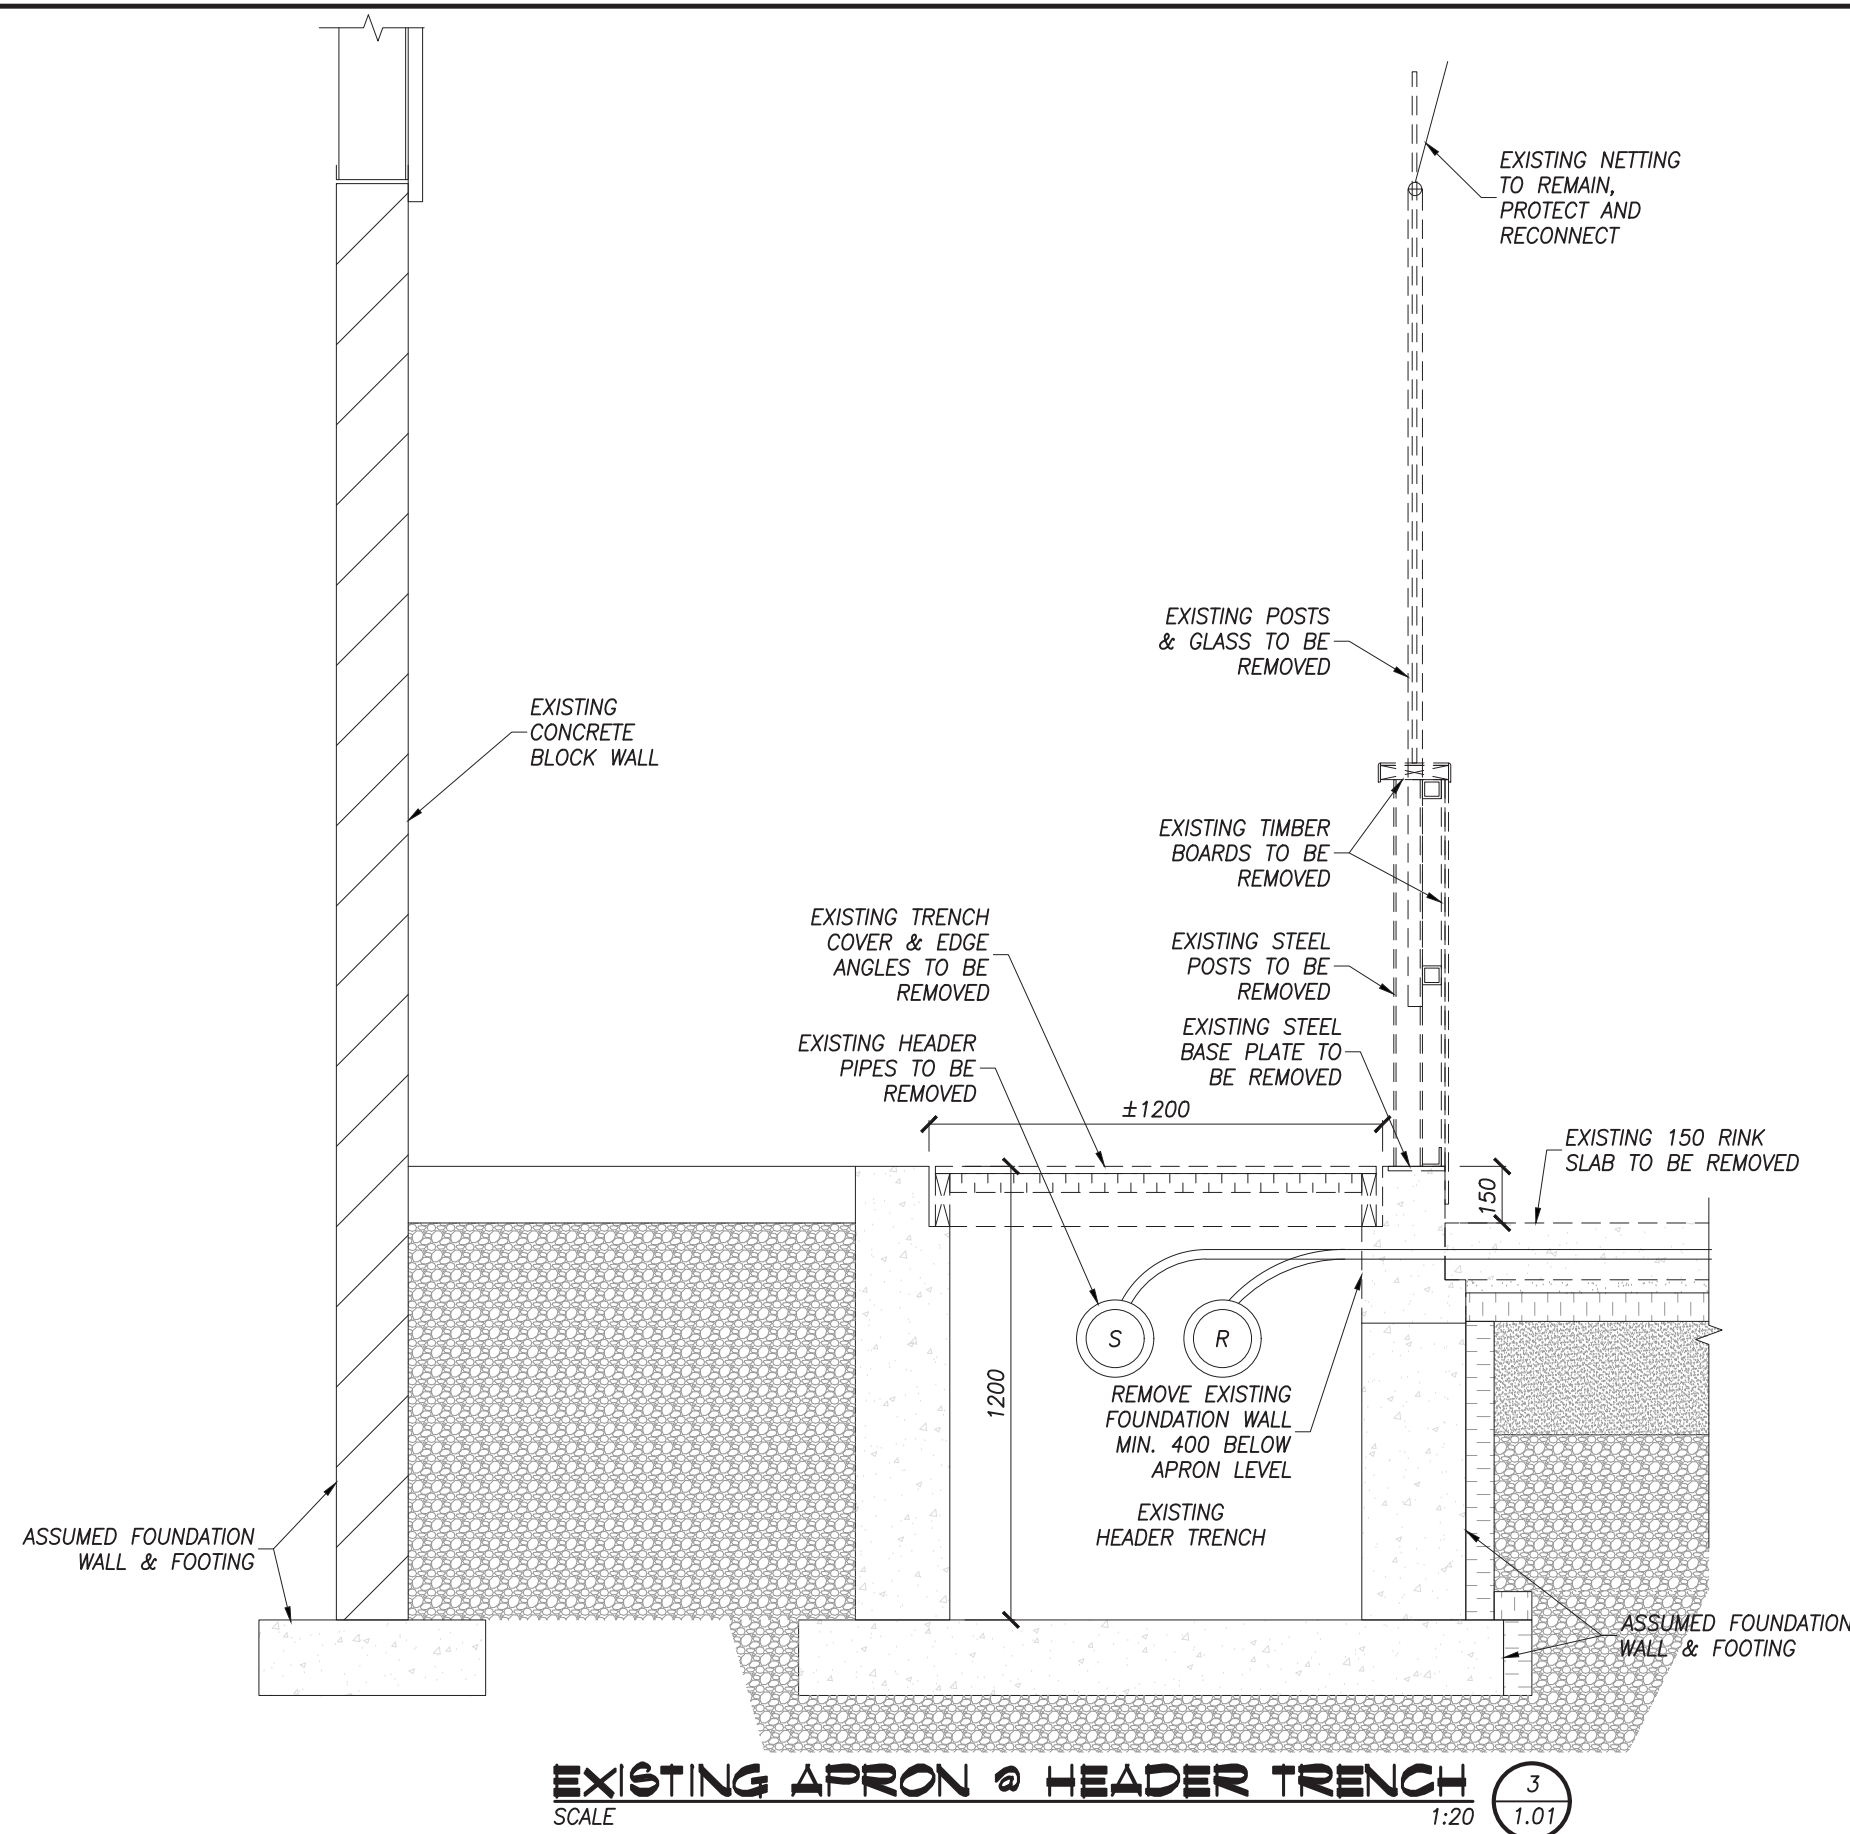 EXISTING NETTING
TO REMAIN,
PROTECT AND
RECONNECT
EXISTING POSTS
& GLASS TO BE
REMOVED
EXISTING
CONCRETE
BLOCK WALL
EXISTING TIMBER
BOARDS TO BE
REMOVED
EXISTING TRENCH
COVER & EDGE
ANGLES TO BE
REMOVED
EXISTING STEEL
POSTS TO BE
REMOVED
EXISTING STEEL
BASE PLATE TO
BE REMOVED
EXISTING HEADER
PIPES TO BE
REMOVED
±1200
EXISTING 150 RINK
SLAB TO BE REMOVED
150
S
R
1200
REMOVE EXISTING
FOUNDATION WALL
MIN. 400 BELOW
APRON LEVEL
EXISTING
HEADER TRENCH
ASSUMED FOUNDATION
WALL & FOOTING
ASSUMED FOUNDATION
WALL & FOOTING
EXISTING APRON @ HEADER TRENCH
SCALE
1:20
3
1.01